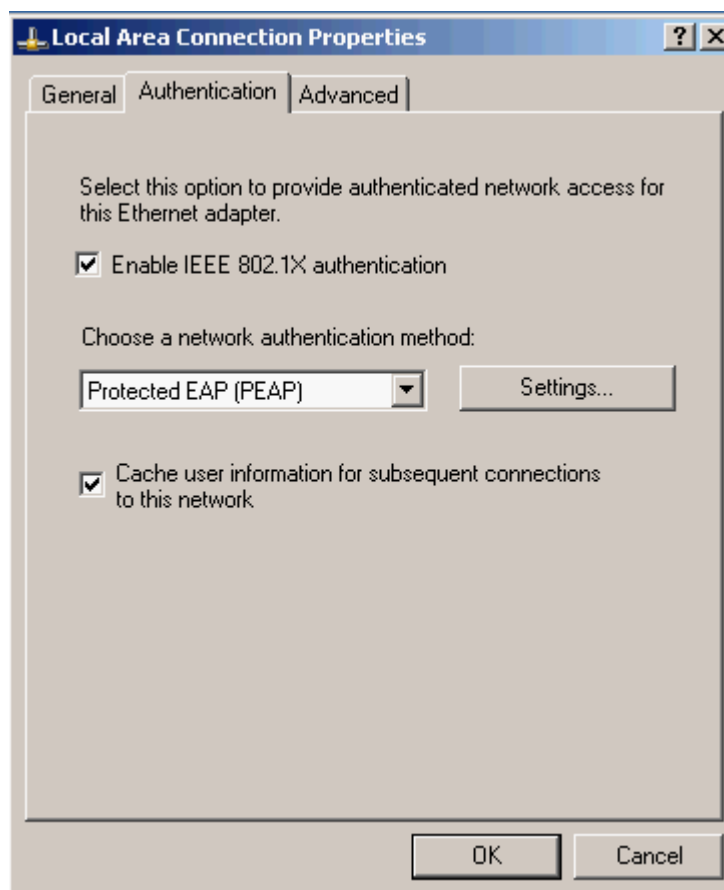 Local Area Connection Properties
General Authentication Advanced
Select this option to provide authenticated network access for
this Ethernet adapter.
Enable IEEE 802.1X authentication
Choose a network authentication method:
Protected EAP (PEAP) Settings...
Cache user information for subsequent connections
to this network
OK Cancel